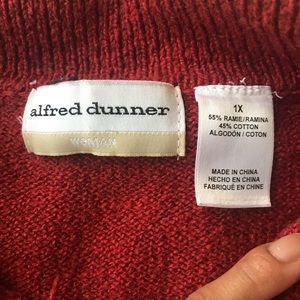 alfred dunner
WOMAN
1X
55% RAMIE/RAMINA
45% COTTON
ALGODÓN / COTON
MADE IN CHINA
HECHO EN CHINA
FABRIQUÉ EN CHINE